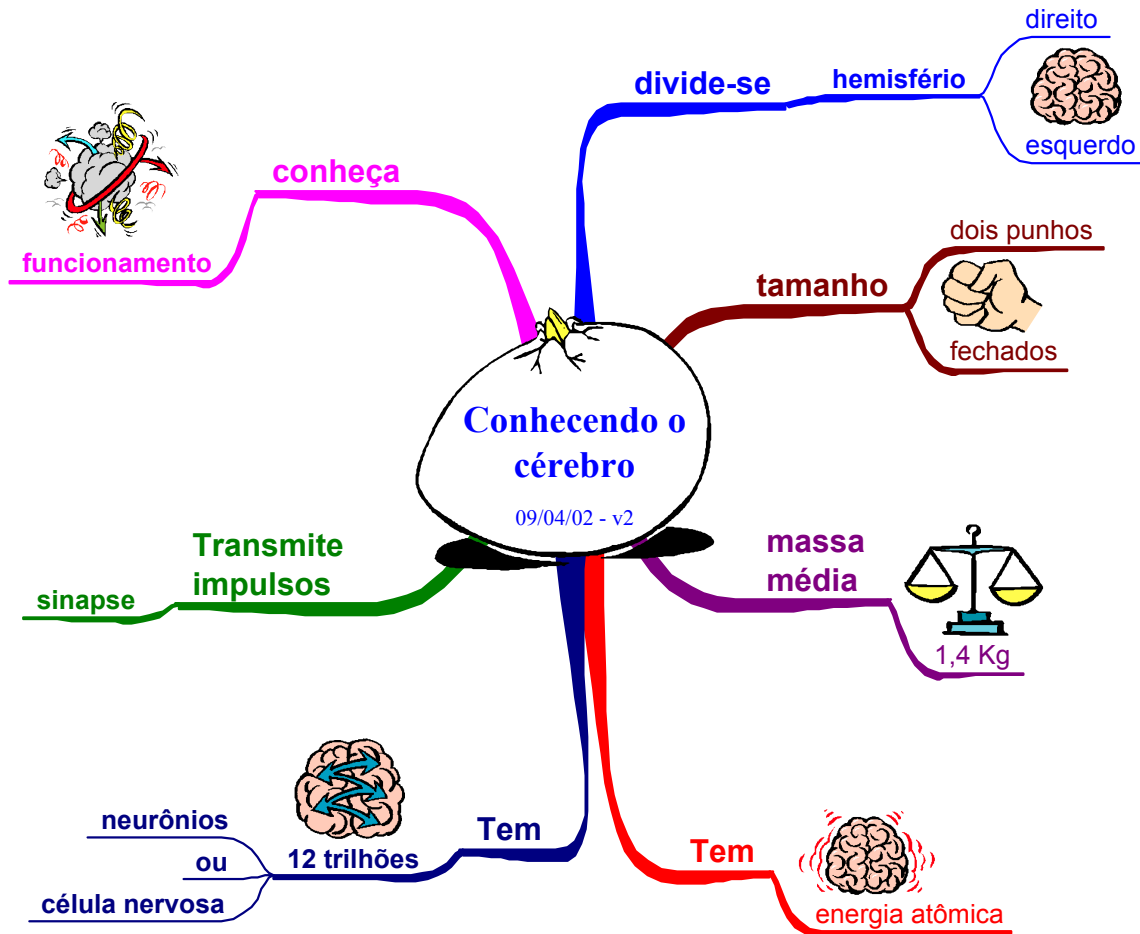 Conhecendo o
cérebro
09/04/02 - v2
divide-se
hemisfério
direito
esquerdo
tamanho
dois punhos
fechados
massa
média
1,4 Kg
Tem
energia atômica
Tem
12 trilhões
neurônios
ou
célula nervosa
Transmite
impulsos
sinapse
conheça
funcionamento